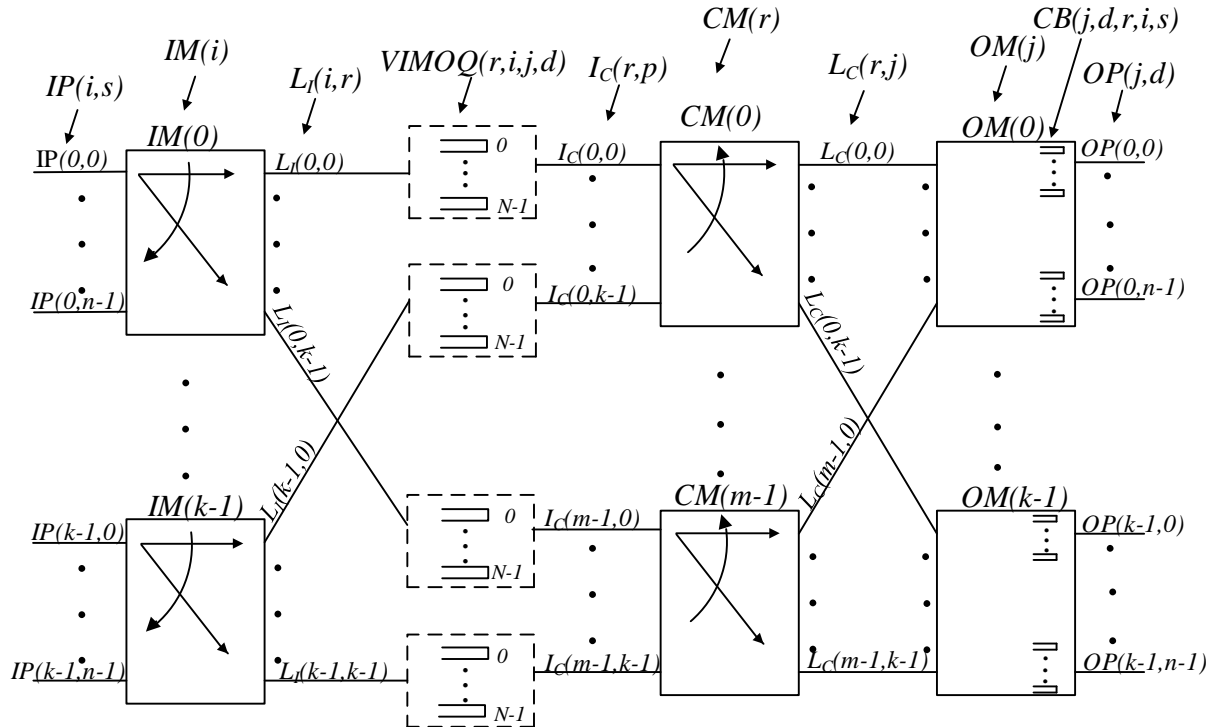 CM(r)
CB(j,d,r,i,s)
IM(i)
VIMOQ(r,i,j,d)
OM(j)
IP(i,s)
L_I(i,r)
I_C(r,p)
L_C(r,j)
OP(j,d)
IM(0)
CM(0)
OM(0)
IP(0,0)
L_I(0,0)
0
N-1
I_C(0,0)
L_C(0,0)
OP(0,0)
IP(0,n-1)
L_I(0,k-1)
0
N-1
I_C(0,k-1)
L_C(0,k-1)
OP(0,n-1)
IM(k-1)
L_I(k-1,0)
CM(m-1)
L_C(m-1,0)
OM(k-1)
IP(k-1,0)
0
N-1
I_C(m-1,0)
OP(k-1,0)
IP(k-1,n-1)
L_I(k-1,k-1)
0
N-1
I_C(m-1,k-1)
L_C(m-1,k-1)
OP(k-1,n-1)